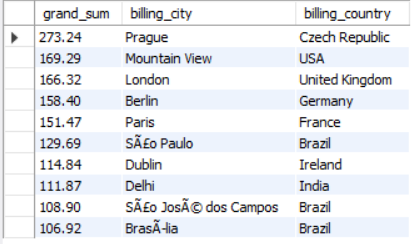 grand_sum billing_city billing_country
273.24 Prague Czech Republic
169.29 Mountain View USA
166.32 London United Kingdom
158.40 Berlin Germany
151.47 Paris France
129.69 SÃ£o Paulo Brazil
114.84 Dublin Ireland
111.87 Delhi India
108.90 SÃ£o JosÃ© dos Campos Brazil
106.92 BrasÃ-lia Brazil